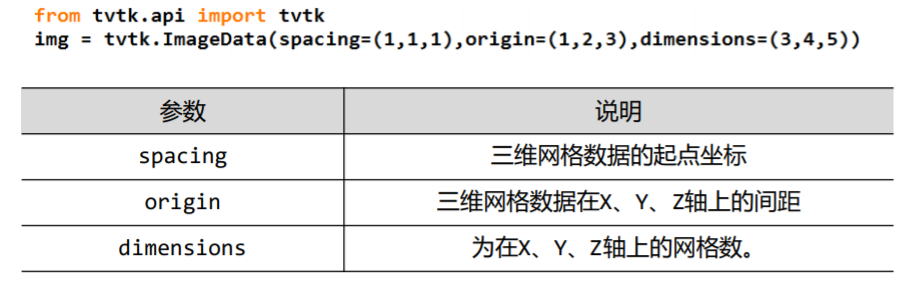 from tvtk.api import tvtk
img = tvtk.ImageData(spacing=(1,1,1),origin=(1,2,3),dimensions=(3,4,5))
参数 说明
spacing 三维网格数据的起点坐标
origin 三维网格数据在X、Y、Z轴上的间距
dimensions 为在X、Y、Z轴上的网格数。